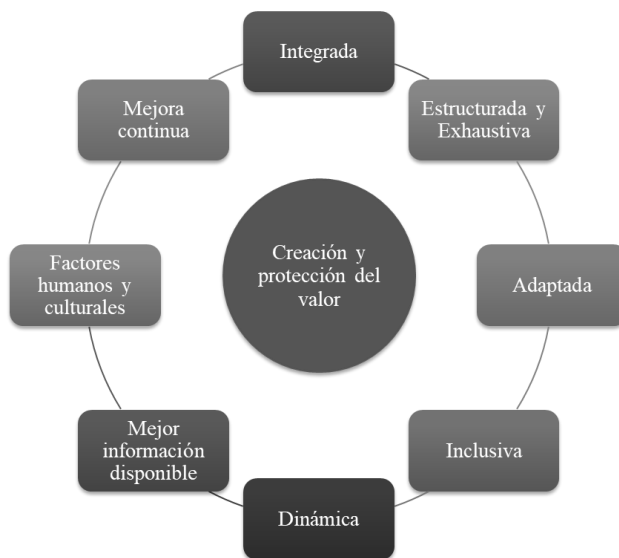 Integrada
Estructurada y
Exhaustiva
Adaptada
Inclusiva
Dinámica
Mejor
información
disponible
Factores
humanos y
culturales
Mejora
continua
Creación y
protección del
valor